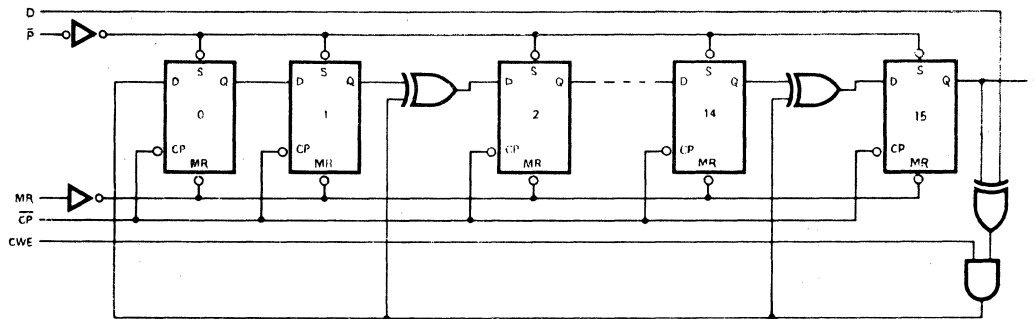 D
P̅
S S S S S
D Q D Q D Q D Q D Q
0 1 2 14 15
CP CP CP CP CP
MR MR MR MR MR
MR
C̅P̅
CWE